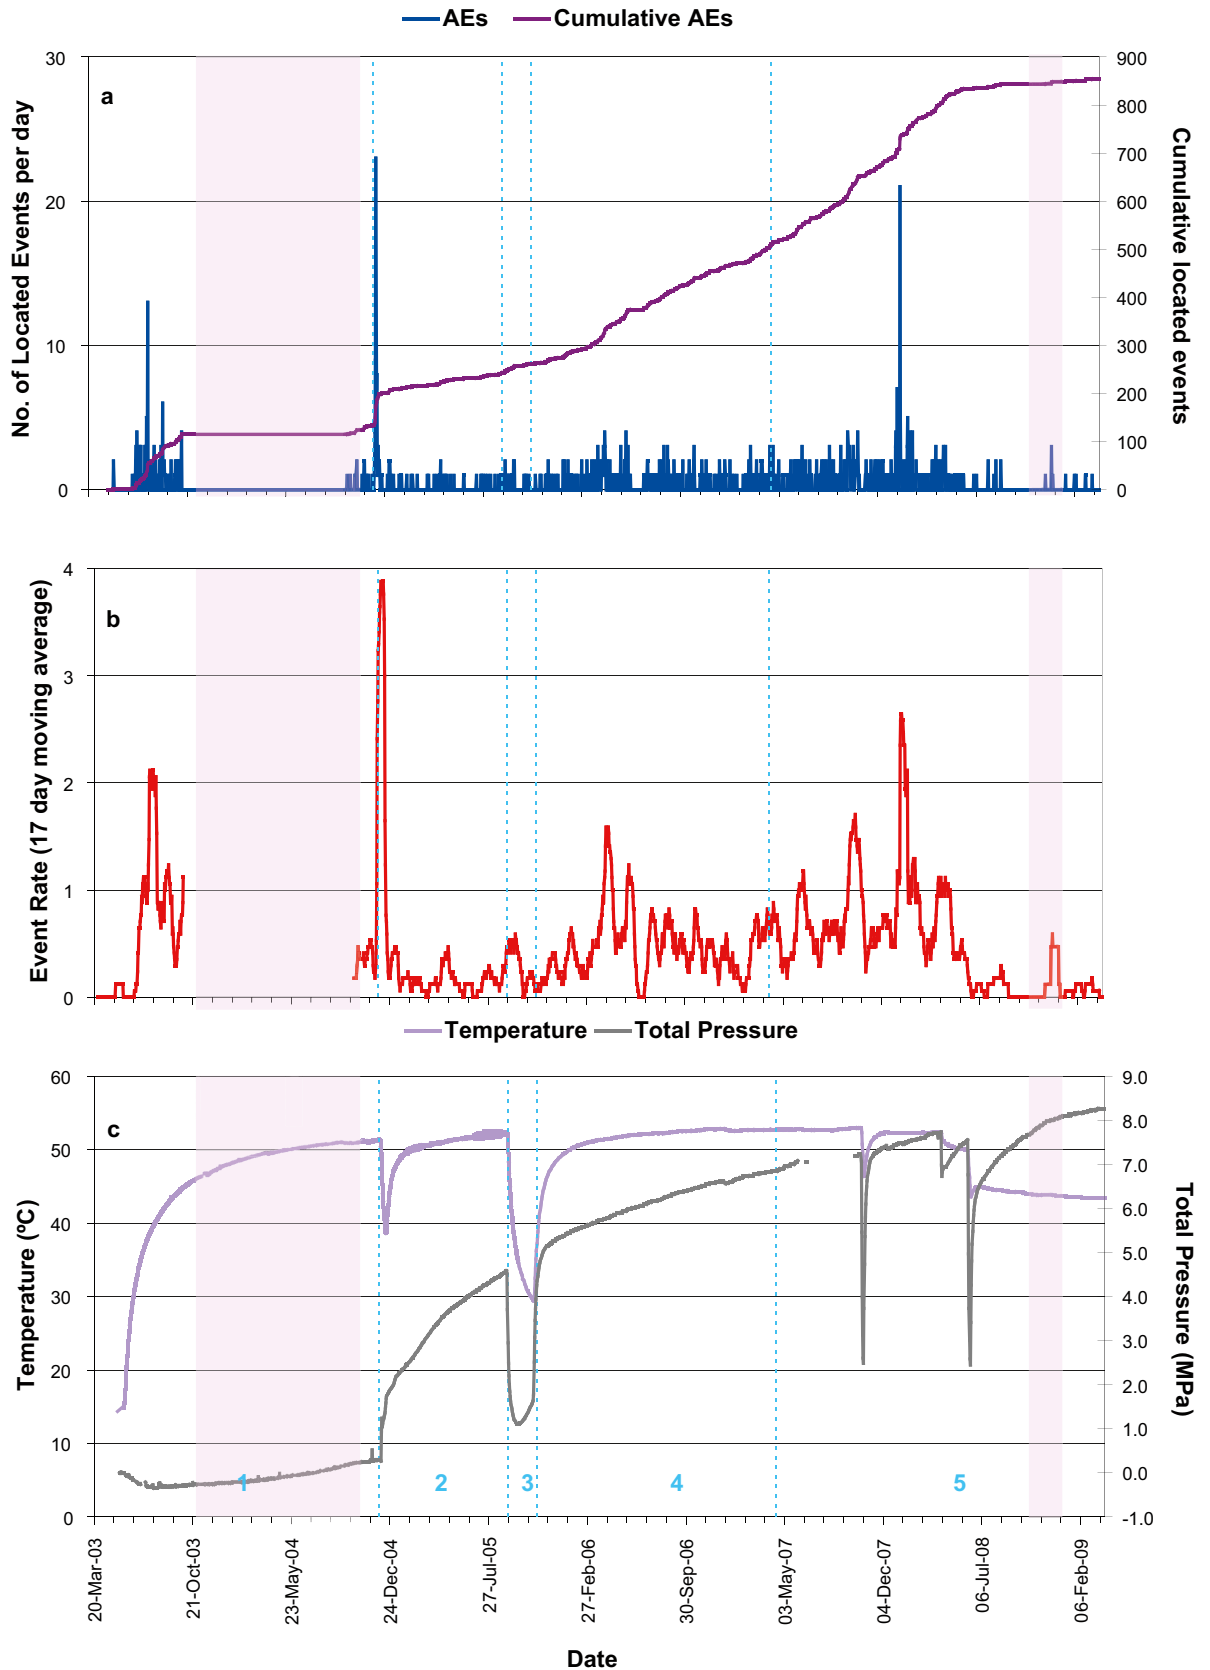 AEs Cumulative AEs
a
No. of Located Events per day
30
20
10
0
900
800
700
600
500
400
300
200
100
0
Cumulative located events
b
Event Rate (17 day moving average)
4
3
2
1
0
Temperature Total Pressure
c
Temperature (ºC)
60
50
40
30
20
10
0
9.0
8.0
7.0
6.0
5.0
4.0
3.0
2.0
1.0
0.0
-1.0
Total Pressure (MPa)
1 2 3 4 5
20-Mar-03
21-Oct-03
23-May-04
24-Dec-04
27-Jul-05
27-Feb-06
30-Sep-06
03-May-07
04-Dec-07
06-Jul-08
06-Feb-09
Date